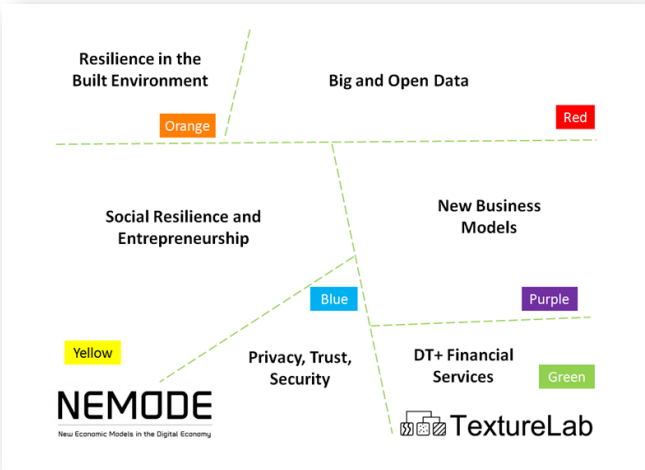 Resilience in the
Built Environment
Orange
Big and Open Data
Red
Social Resilience and
Entrepreneurship
Yellow
New Business
Models
Purple
Blue
Privacy, Trust,
Security
DT+ Financial
Services
Green
NEMODE
New Economic Models in the Digital Economy
TextureLab